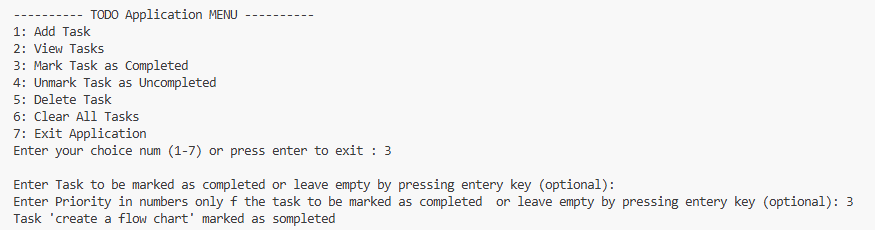 ---------- TODO Application MENU ----------
1: Add Task
2: View Tasks
3: Mark Task as Completed
4: Unmark Task as Uncompleted
5: Delete Task
6: Clear All Tasks
7: Exit Application
Enter your choice num (1-7) or press enter to exit : 3
Enter Task to be marked as completed or leave empty by pressing entery key (optional):
Enter Priority in numbers only f the task to be marked as completed  or leave empty by pressing entery key (optional): 3
Task 'create a flow chart' marked as sompleted